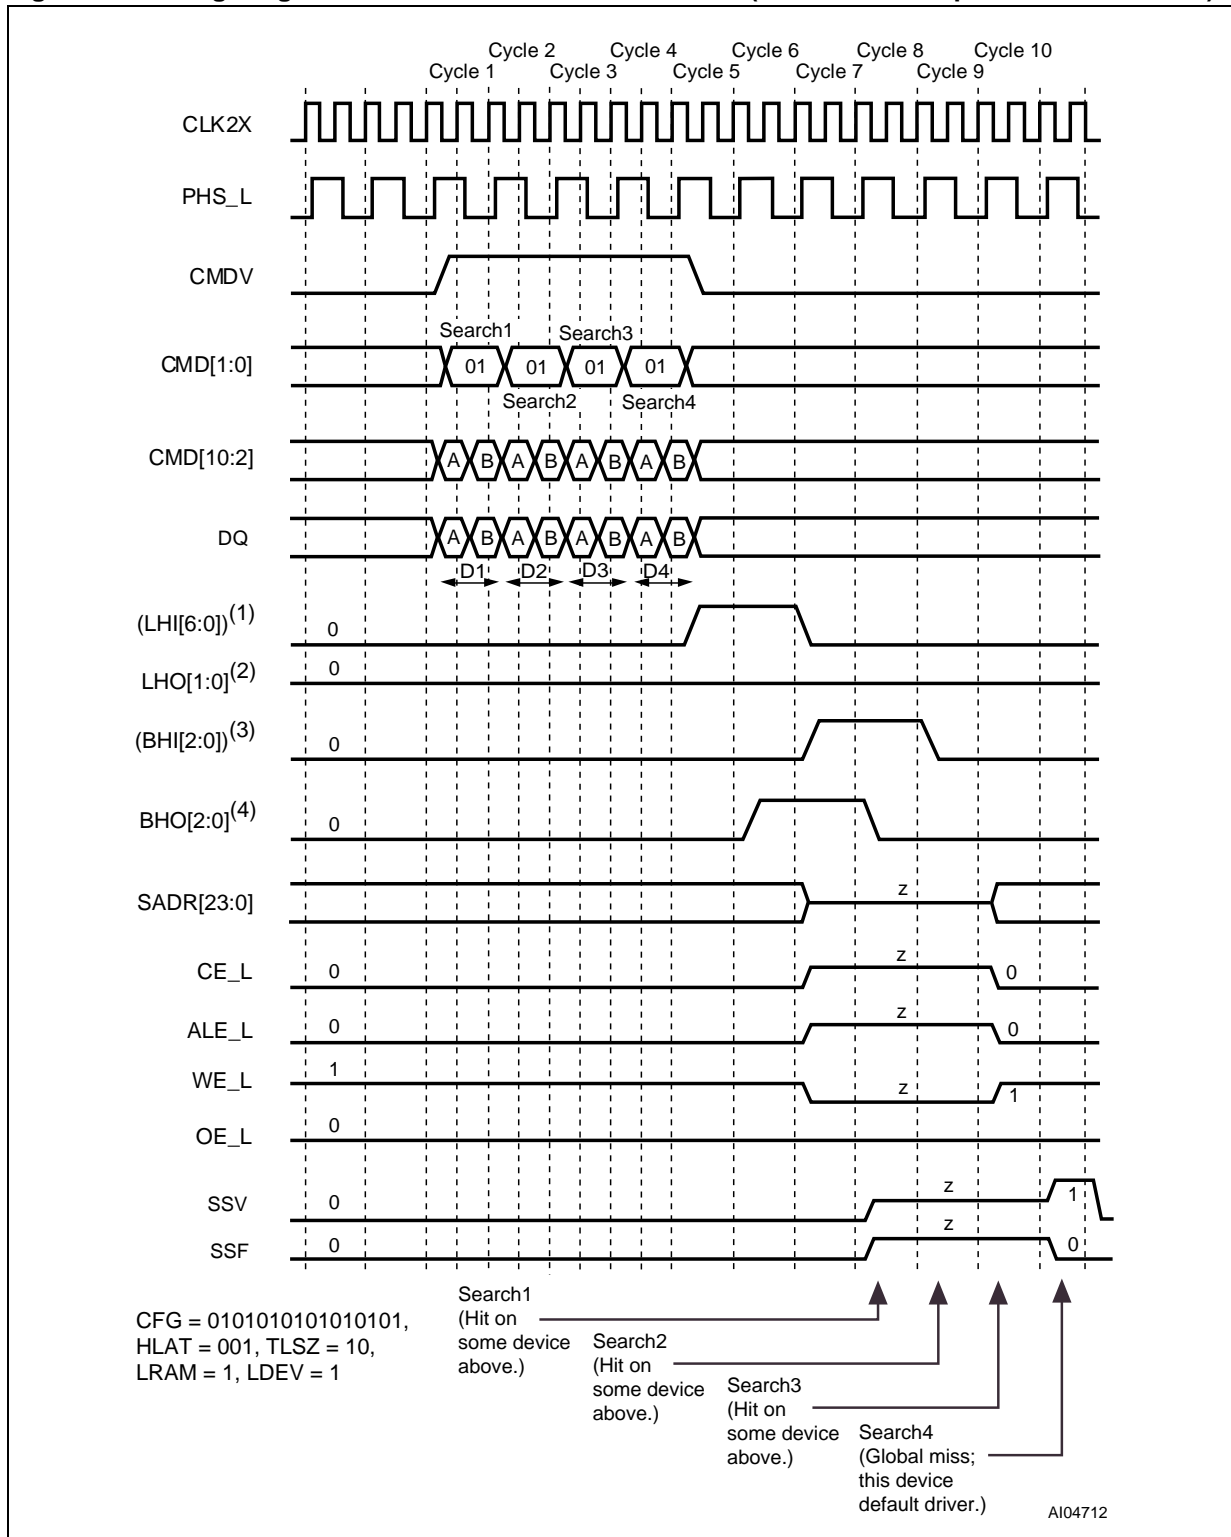 Cycle 2 Cycle 4 Cycle 6 Cycle 8 Cycle 10
Cycle 1 Cycle 3 Cycle 5 Cycle 7 Cycle 9
CLK2X
PHS_L
CMDV
Search1 Search3
CMD[1:0] 01 01 01 01
Search2 Search4
CMD[10:2] A B A B A B A B
DQ A B A B A B A B
D1 D2 D3 D4
(LHI[6:0])(1) 0
LHO[1:0](2) 0
(BHI[2:0])(3) 0
BHO[2:0](4) 0
SADR[23:0] z
CE_L 0 z 0
ALE_L 0 z 0
WE_L 1 z 1
OE_L 0
SSV 0 z 1
SSF 0 z 0
CFG = 0101010101010101,
HLAT = 001, TLSZ = 10,
LRAM = 1, LDEV = 1
Search1
(Hit on
some device
above.)
Search2
(Hit on
some device
above.)
Search3
(Hit on
some device
above.)
Search4
(Global miss;
this device
default driver.)
AI04712